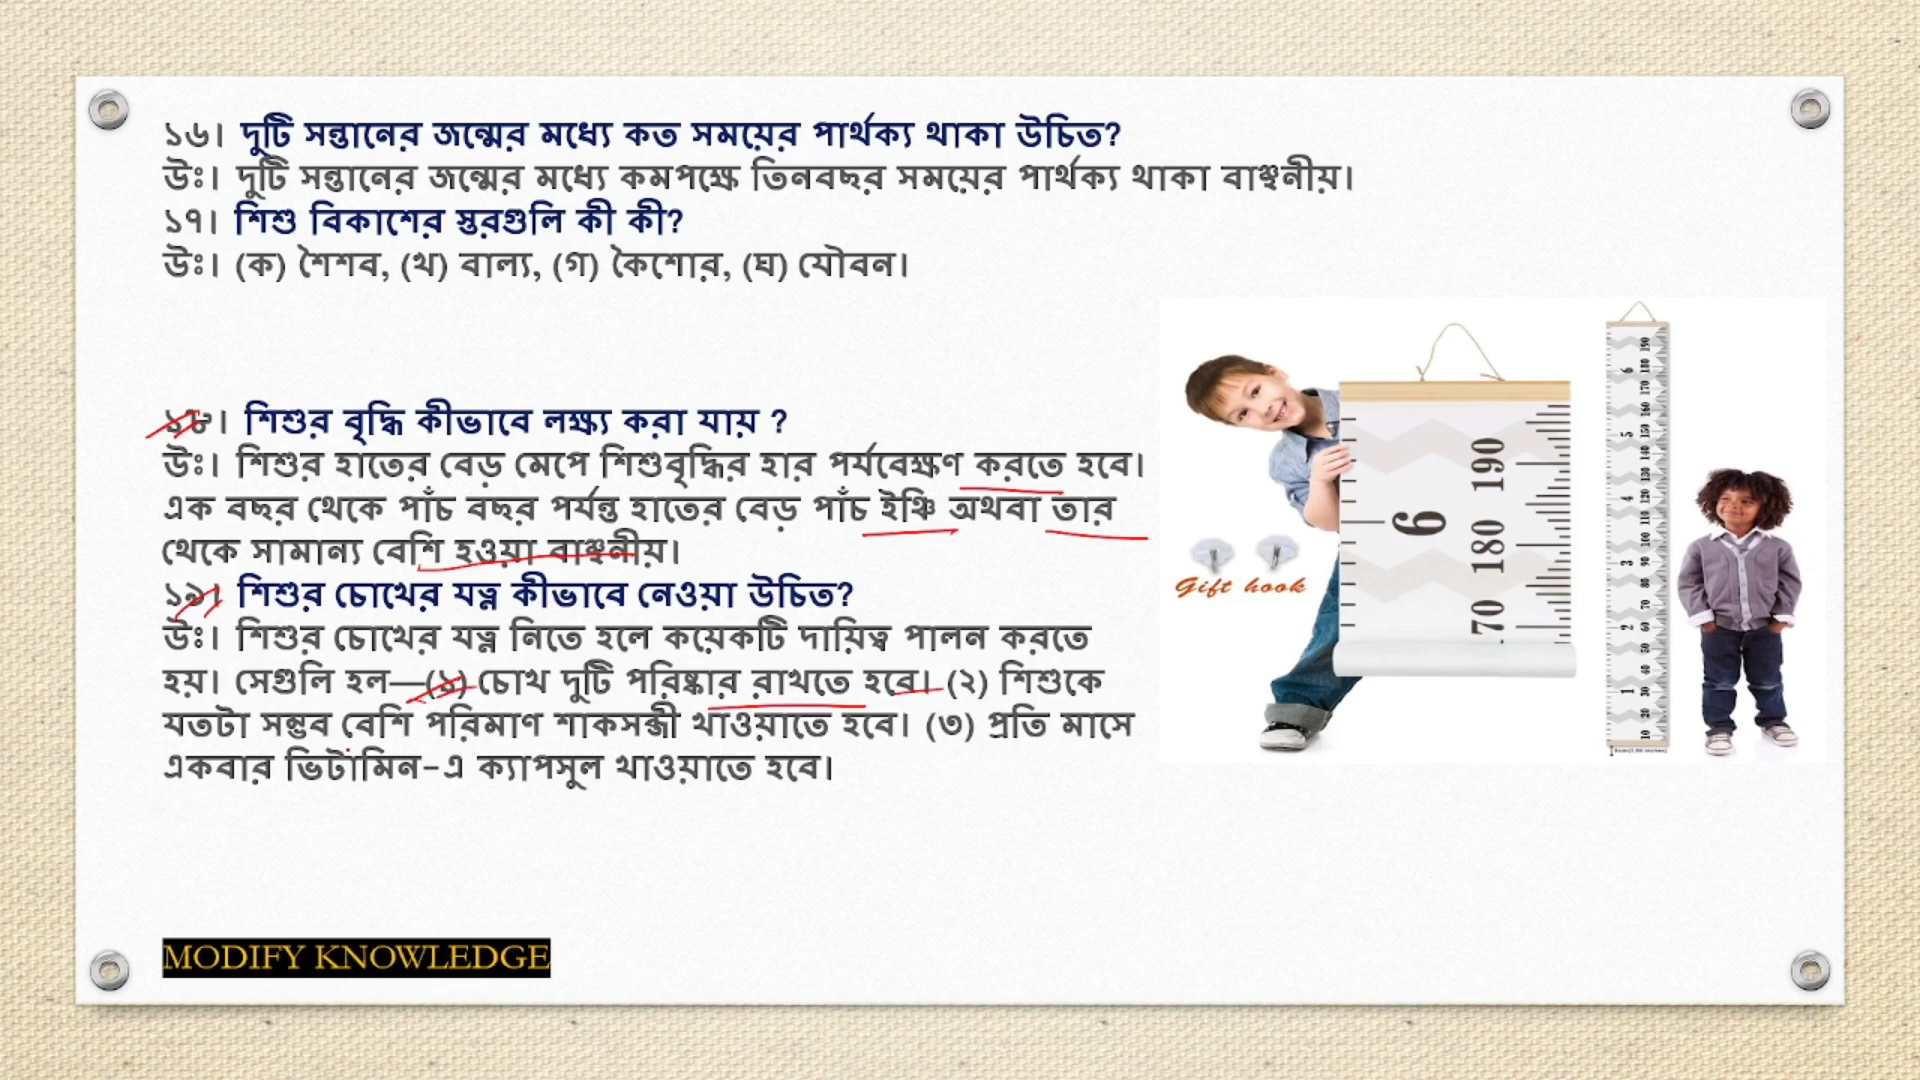 ১৬। দুটি সন্তানের জন্মের মধ্যে কত সময়ের পার্থক্য থাকা উচিত?
উঃ। দুটি সন্তানের জন্মের মধ্যে কমপক্ষে তিনবছর সময়ের পার্থক্য থাকা বাঞ্ছনীয়।
১৭। শিশু বিকাশের স্তরগুলি কী কী?
উঃ। (ক) শৈশব, (খ) বাল্য, (গ) কৈশোর, (ঘ) যৌবন।
১৮। শিশুর বৃদ্ধি কীভাবে লক্ষ্য করা যায় ?
উঃ। শিশুর হাতের বেড় মেপে শিশুবৃদ্ধির হার পর্যবেক্ষণ করতে হবে।
এক বছর থেকে পাঁচ বছর পর্যন্ত হাতের বেড় পাঁচ ইঞ্চি অথবা তার
থেকে সামান্য বেশি হওয়া বাঞ্ছনীয়।
১৯। শিশুর চোখের যত্ন কীভাবে নেওয়া উচিত?
উঃ। শিশুর চোখের যত্ন নিতে হলে কয়েকটি দায়িত্ব পালন করতে
হয়। সেগুলি হল—(১) চোখ দুটি পরিষ্কার রাখতে হবে। (২) শিশুকে
যতটা সম্ভব বেশি পরিমাণ শাকসব্জী খাওয়াতে হবে। (৩) প্রতি মাসে
একবার ভিটামিন-এ ক্যাপসুল খাওয়াতে হবে।
190
180
6
Gift hook
MODIFY KNOWLEDGE